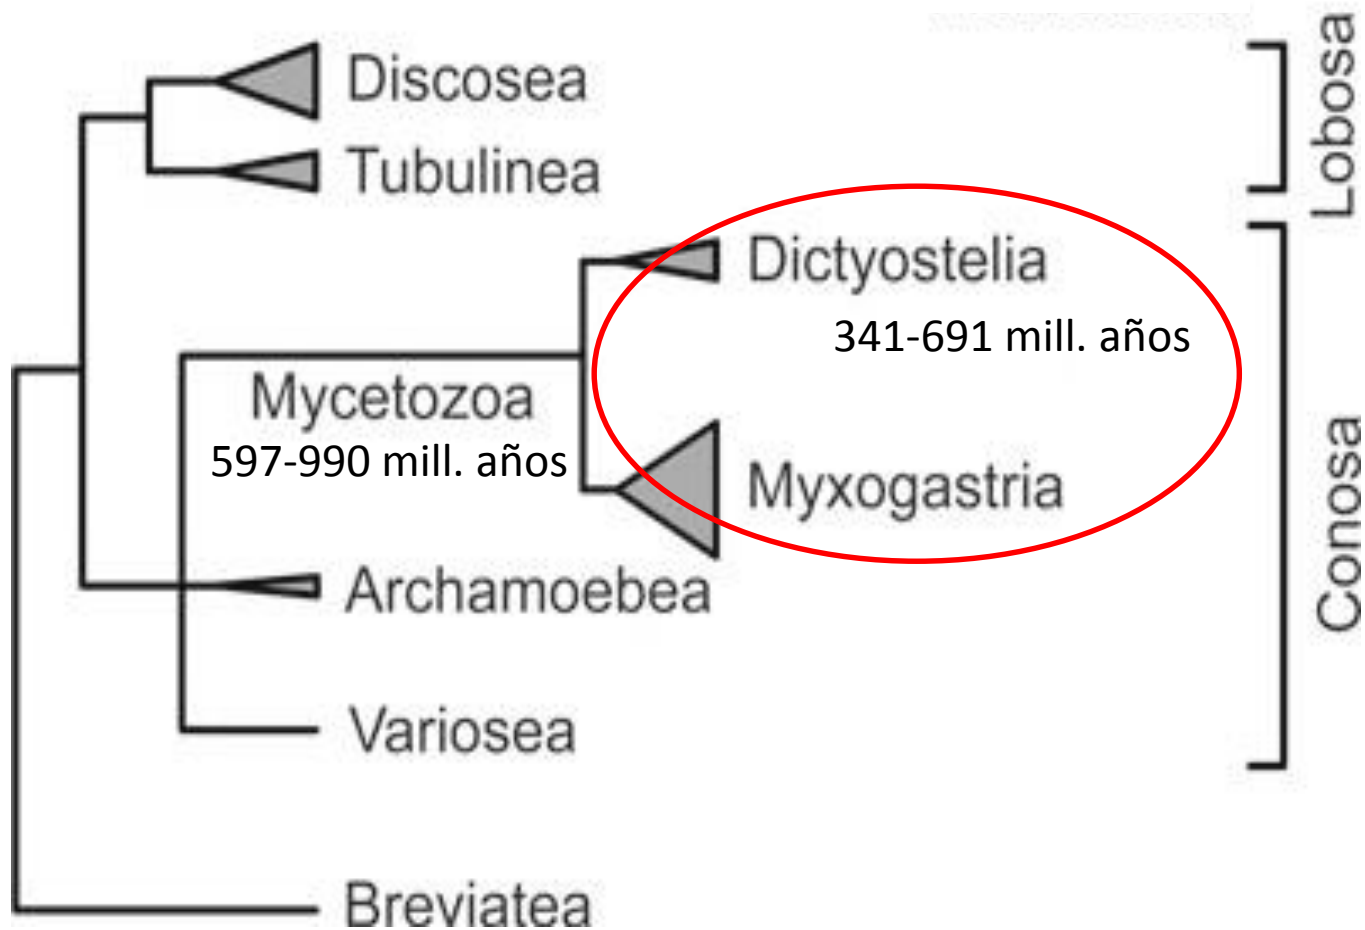 Discosea
Tubulinea
Lobosa
Dictyostelia
341-691 mill. años
Mycetozoa
597-990 mill. años
Myxogastria
Conosa
Archamoebea
Variosea
Breviatea